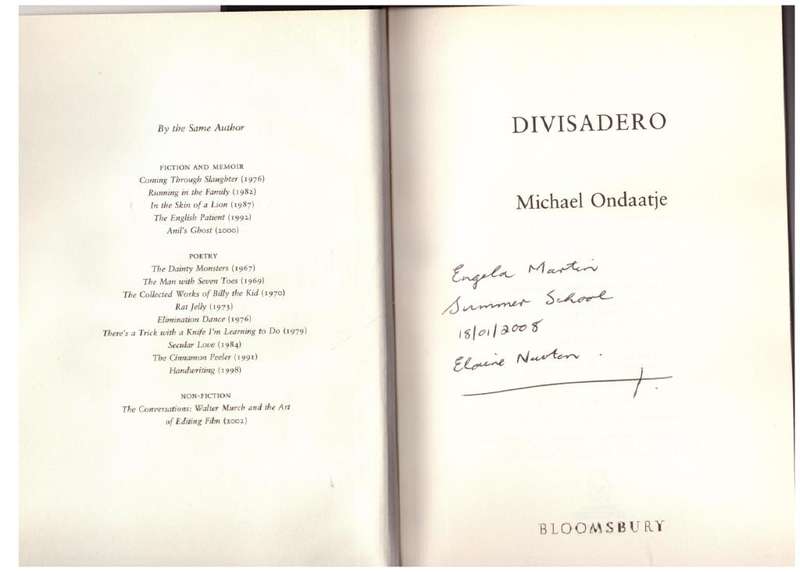 By the Same Author
FICTION AND MEMOIR
Coming Through Slaughter (1976)
Running in the Family (1982)
In the Skin of a Lion (1987)
The English Patient (1992)
Anil's Ghost (2000)
POETRY
The Dainty Monsters (1967)
The Man with Seven Toes (1969)
The Collected Works of Billy the Kid (1970)
Rat Jelly (1973)
Elimination Dance (1976)
There's a Trick with a Knife I'm Learning to Do (1979)
Secular Love (1984)
The Cinnamon Peeler (1991)
Handwriting (1998)
NON-FICTION
The Conversations: Walter Murch and the Art
of Editing Film (2002)
DIVISADERO
Michael Ondaatje
Engela Martin
Summer School
18/01/2008
Elaine
BLOOMSBURY